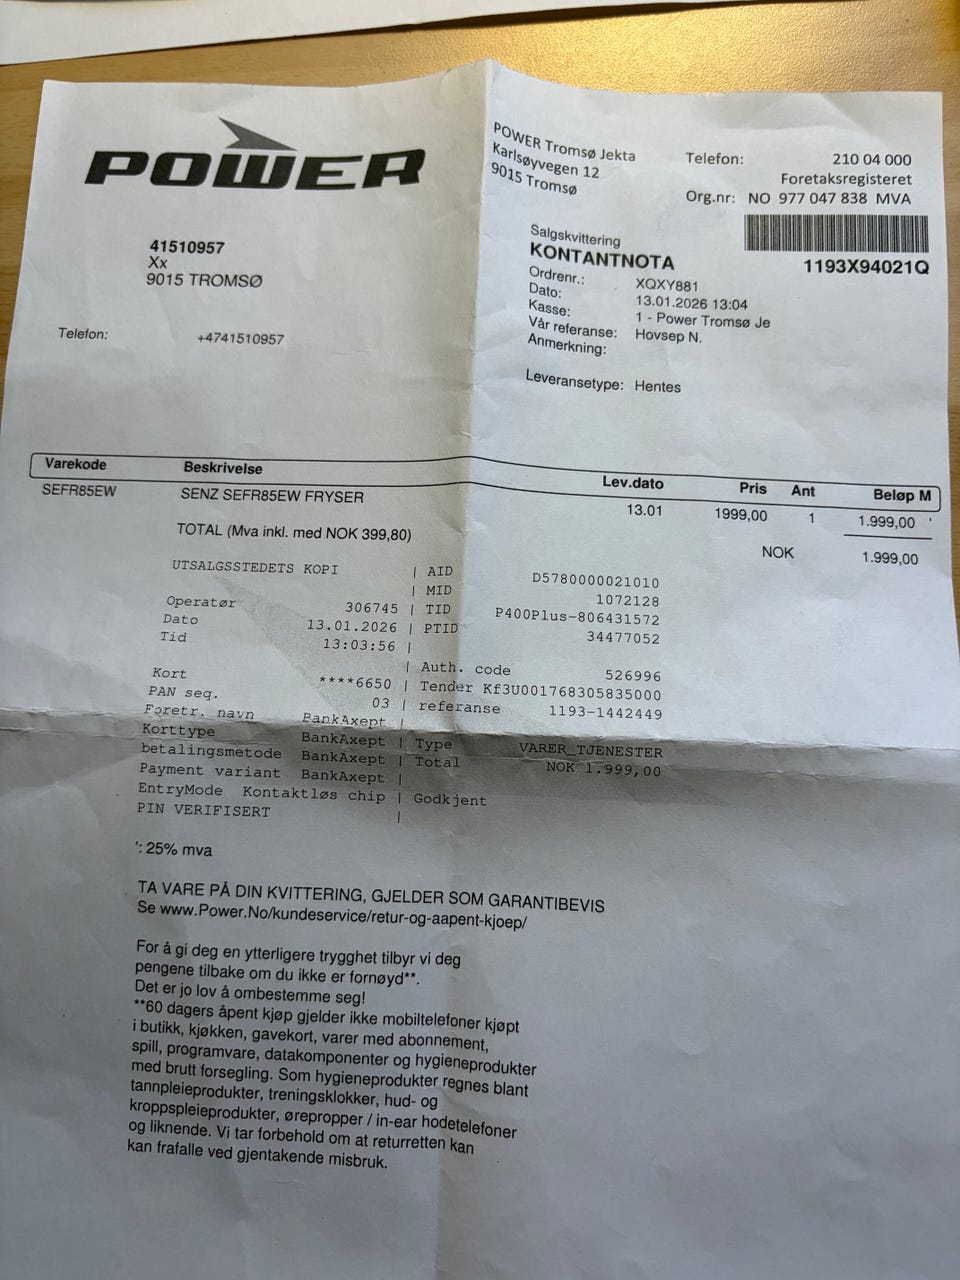 POWER
POWER Tromsø Jekta
Karlsøyvegen 12
9015 Tromsø
Telefon: 210 04 000
Foretaksregisteret
Org.nr: NO 977 047 838 MVA
1193X94021Q
41510957
Xx
9015 TROMSØ
Telefon: +4741510957
Salgskvittering
KONTANTNOTA
Ordrenr.: XQXY881
Dato: 13.01.2026 13:04
Kasse: 1 - Power Tromsø Je
Vår referanse: Hovsep N.
Anmerkning:
Leveransetype: Hentes
Varekode Beskrivelse Lev.dato Pris Ant Beløp M
SEFR85EW SENZ SEFR85EW FRYSER 13.01 1999,00 1 1.999,00 '
TOTAL (Mva inkl. med NOK 399,80) NOK 1.999,00
UTSALGSSTEDETS KOPI | AID D5780000021010
| MID 1072128
Operatør 306745 | TID P400Plus-806431572
Dato 13.01.2026 | PTID 34477052
Tid 13:03:56 |
| Auth. code 526996
Kort ****6650 | Tender Kf3U001768305835000
PAN seq. 03 | referanse 1193-1442449
Foretr. navn BankAxept |
Korttype BankAxept | Type VARER_TJENESTER
betalingsmetode BankAxept | Total NOK 1.999,00
Payment variant BankAxept |
EntryMode Kontaktløs chip | Godkjent
PIN VERIFISERT |
': 25% mva
TA VARE PÅ DIN KVITTERING, GJELDER SOM GARANTIBEVIS
Se www.Power.No/kundeservice/retur-og-aapent-kjoep/
For å gi deg en ytterligere trygghet tilbyr vi deg
pengene tilbake om du ikke er fornøyd**.
Det er jo lov å ombestemme seg!
**60 dagers åpent kjøp gjelder ikke mobiltelefoner kjøpt
i butikk, kjøkken, gavekort, varer med abonnement,
spill, programvare, datakomponenter og hygieneprodukter
med brutt forsegling. Som hygieneprodukter regnes blant
tannpleieprodukter, treningsklokker, hud- og
kroppspleieprodukter, ørepropper / in-ear hodetelefoner
og liknende. Vi tar forbehold om at returretten kan
kan frafalle ved gjentakende misbruk.